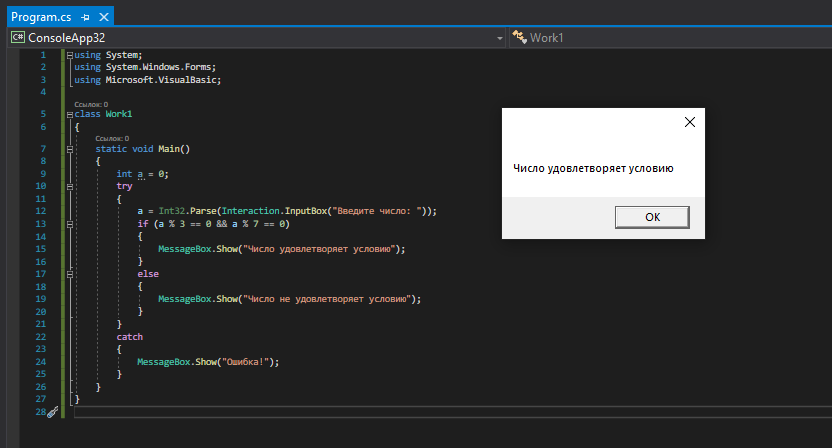 Program.cs
C# ConsoleApp32
Work1
1 using System;
2 using System.Windows.Forms;
3 using Microsoft.VisualBasic;
4
Ссылок: 0
5 class Work1
6 {
Ссылок: 0
7 static void Main()
8 {
9 int a = 0;
10 try
11 {
12 a = Int32.Parse(Interaction.InputBox("Введите число: "));
13 if (a % 3 == 0 && a % 7 == 0)
14 {
15 MessageBox.Show("Число удовлетворяет условию");
16 }
17 else
18 {
19 MessageBox.Show("Число не удовлетворяет условию");
20 }
21 }
22 catch
23 {
24 MessageBox.Show("Ошибка!");
25 }
26 }
27 }
28
Число удовлетворяет условию
ОК